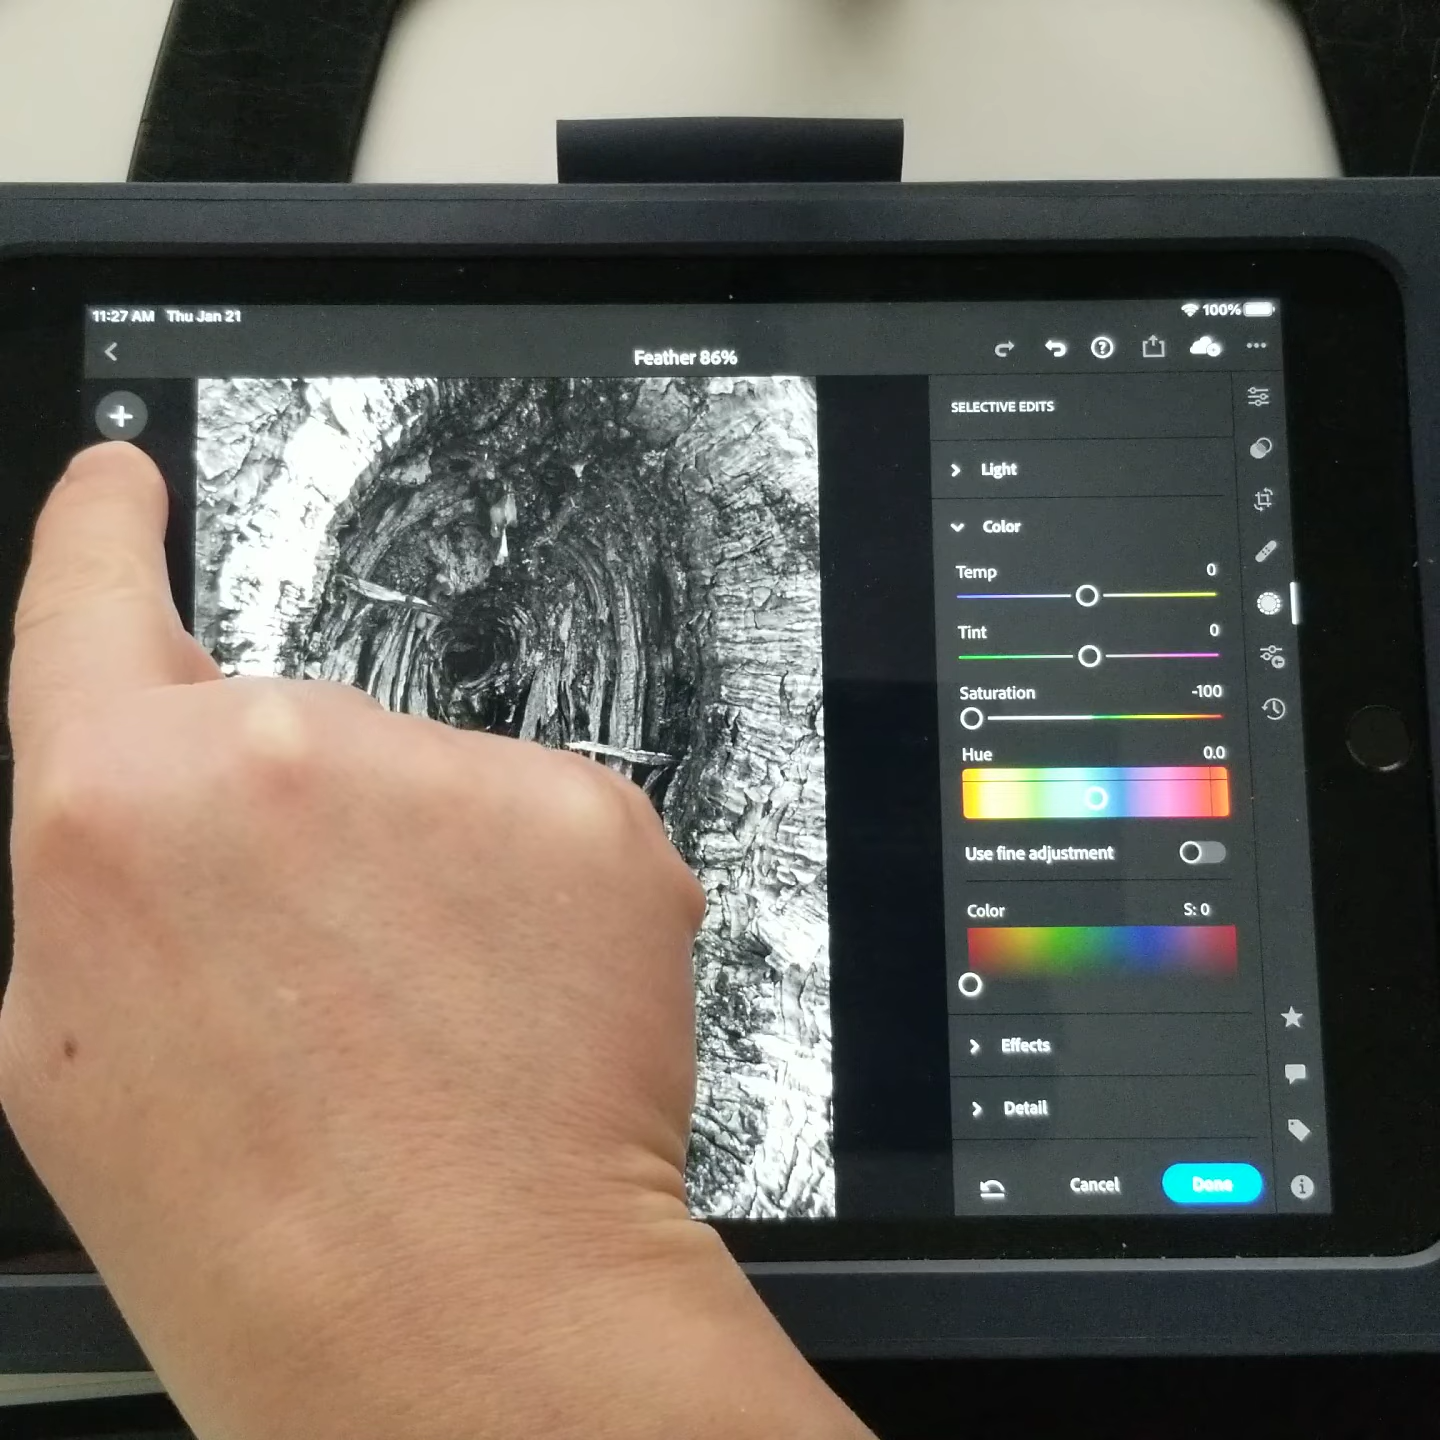 11:27 AM Thu Jan 21
100%
Feather 86%
SELECTIVE EDITS
Light
Color
Temp 0
Tint 0
Saturation -100
Hue 0.0
Use fine adjustment
Color S: 0
Effects
Detail
Cancel Done